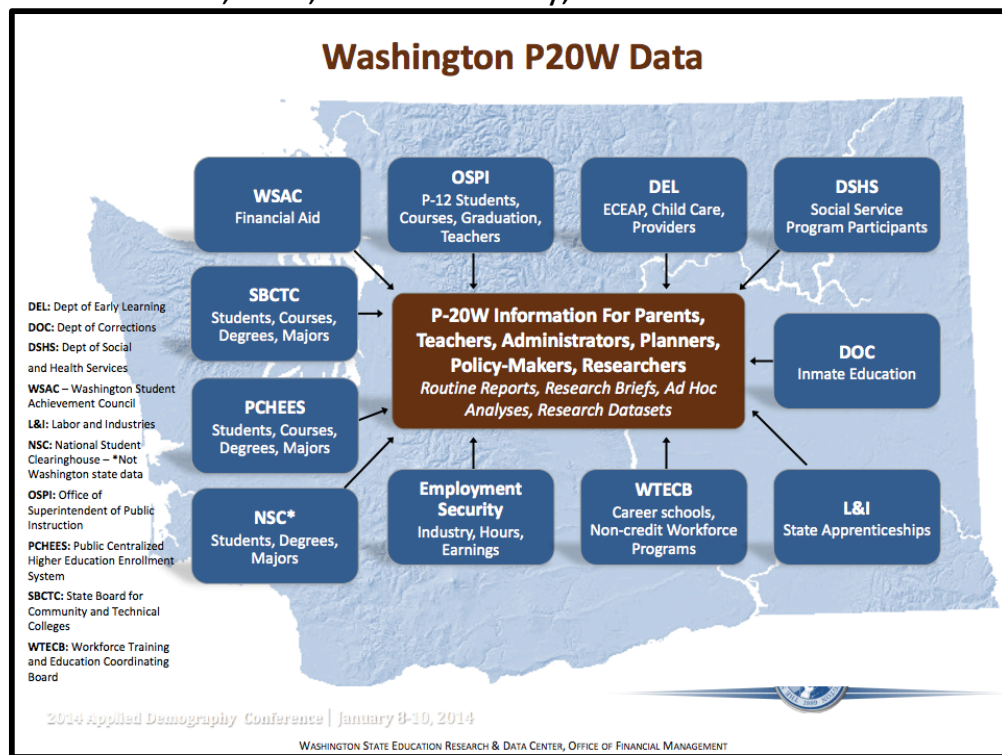 Washington P20W Data
WSAC
Financial Aid
OSPI
P-12 Students,
Courses, Graduation,
Teachers
DEL
ECEAP, Child Care,
Providers
DSHS
Social Service
Program Participants
SBCTC
Students, Courses,
Degrees, Majors
P-20W Information For Parents,
Teachers, Administrators, Planners,
Policy-Makers, Researchers
Routine Reports, Research Briefs, Ad Hoc
Analyses, Research Datasets
DOC
Inmate Education
PCHEES
Students, Courses,
Degrees, Majors
NSC*
Students, Degrees,
Majors
Employment
Security
Industry, Hours,
Earnings
WTECB
Career schools,
Non-credit Workforce
Programs
L&I
State Apprenticeships
DEL: Dept of Early Learning
DOC: Dept of Corrections
DSHS: Dept of Social
and Health Services
WSAC – Washington Student
Achievement Council
L&I: Labor and Industries
NSC: National Student
Clearinghouse – *Not
Washington state data
OSPI: Office of
Superintendent of Public
Instruction
PCHEES: Public Centralized
Higher Education Enrollment
System
SBCTC: State Board for
Community and Technical
Colleges
WTECB: Workforce Training
and Education Coordinating
Board
2014 Applied Demography Conference | January 8-10, 2014
WASHINGTON STATE EDUCATION RESEARCH & DATA CENTER, OFFICE OF FINANCIAL MANAGEMENT